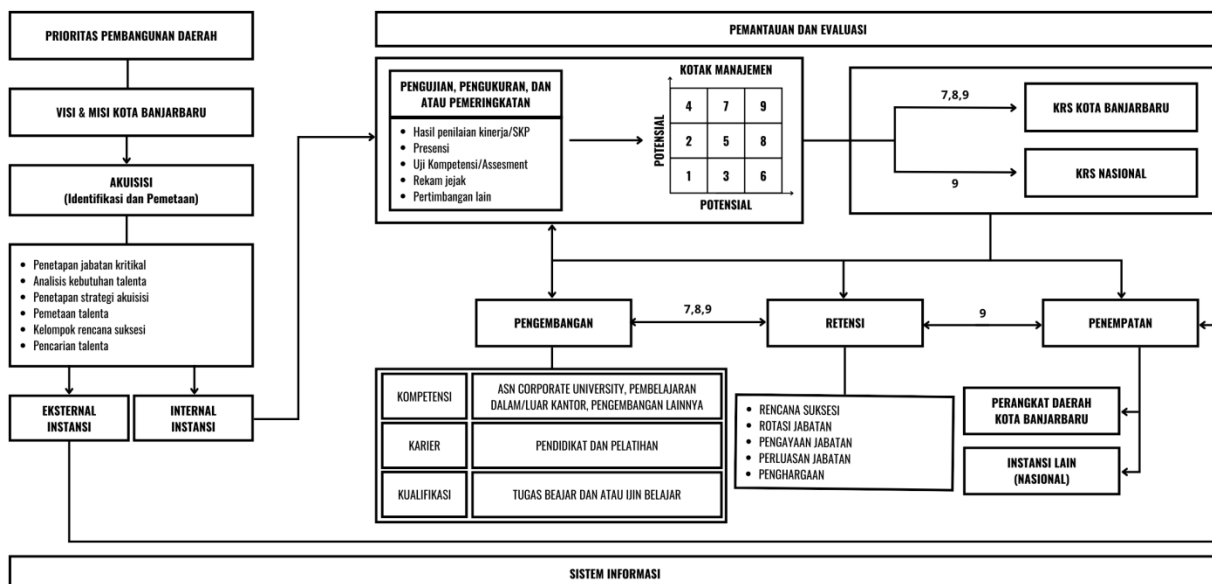 PRIORITAS PEMBANGUNAN DAERAH
VISI & MISI KOTA BANJARBARU
AKUISISI
(Identifikasi dan Pemetaan)
• Penetapan jabatan kritikal
• Analisis kebutuhan talenta
• Penetapan strategi akuisisi
• Pemetaan talenta
• Kelompok rencana suksesi
• Pencarian talenta
EKSTERNAL
INSTANSI
INTERNAL
INSTANSI
PEMANTAUAN DAN EVALUASI
PENGUJIAN, PENGUKURAN, DAN
ATAU PEMERINGKATAN
• Hasil penilaian kinerja/SKP
• Presensi
• Uji Kompetensi/Assesment
• Rekam jejak
• Pertimbangan lain
KOTAK MANAJEMEN
POTENSIAL
4 7 9
2 5 8
1 3 6
POTENSIAL
7,8,9
KRS KOTA BANJARBARU
9
KRS NASIONAL
PENGEMBANGAN
7,8,9
RETENSI
9
PENEMPATAN
KOMPETENSI
ASN CORPORATE UNIVERSITY, PEMBELAJARAN
DALAM/LUAR KANTOR, PENGEMBANGAN LAINNYA
KARIER
PENDIDIKAT DAN PELATIHAN
KUALIFIKASI
TUGAS BEAJAR DAN ATAU IJIN BELAJAR
• RENCANA SUKSESI
• ROTASI JABATAN
• PENGAYAAN JABATAN
• PERLUASAN JABATAN
• PENGHARGAAN
PERANGKAT DAERAH
KOTA BANJARBARU
INSTANSI LAIN
(NASIONAL)
SISTEM INFORMASI